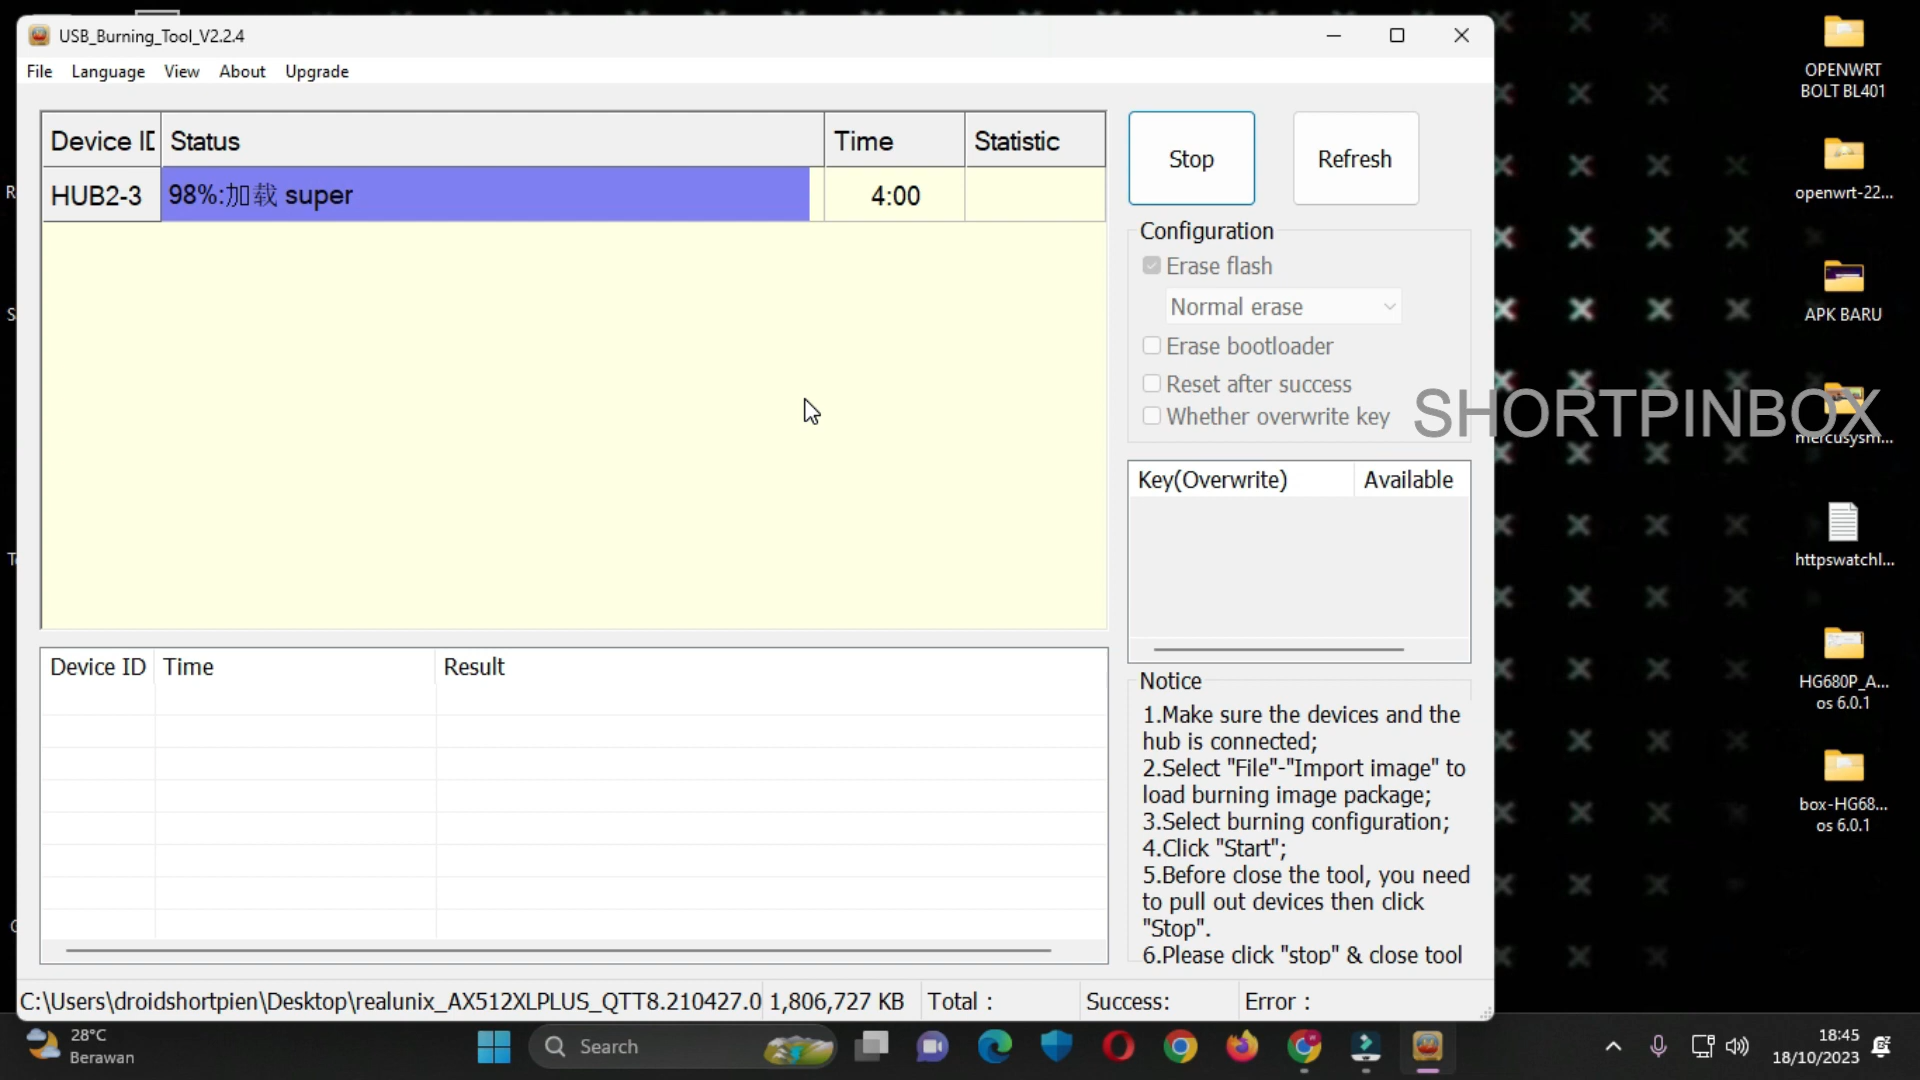 USB_Burning_Tool_V2.2.4
File Language View About Upgrade
Device ID Status Time Statistic
HUB2-3 98%:加载 super 4:00
Stop Refresh
Configuration
Erase flash
Normal erase
Erase bootloader
Reset after success
Whether overwrite key
Key(Overwrite) Available
Device ID Time Result
Notice
1.Make sure the devices and the
hub is connected;
2.Select "File"-"Import image" to
load burning image package;
3.Select burning configuration;
4.Click "Start";
5.Before close the tool, you need
to pull out devices then click
"Stop".
6.Please click "stop" & close tool
C:\Users\droidshortpien\Desktop\realunix_AX512XLPLUS_QTT8.210427.0 1,806,727 KB Total : Success: Error :
OPENWRT
BOLT BL401
openwrt-22...
APK BARU
SHORTPINBOX
mercusysm...
httpswatchl...
HG680P_A...
os 6.0.1
box-HG68...
os 6.0.1
28°C
Berawan
Search
18:45
18/10/2023